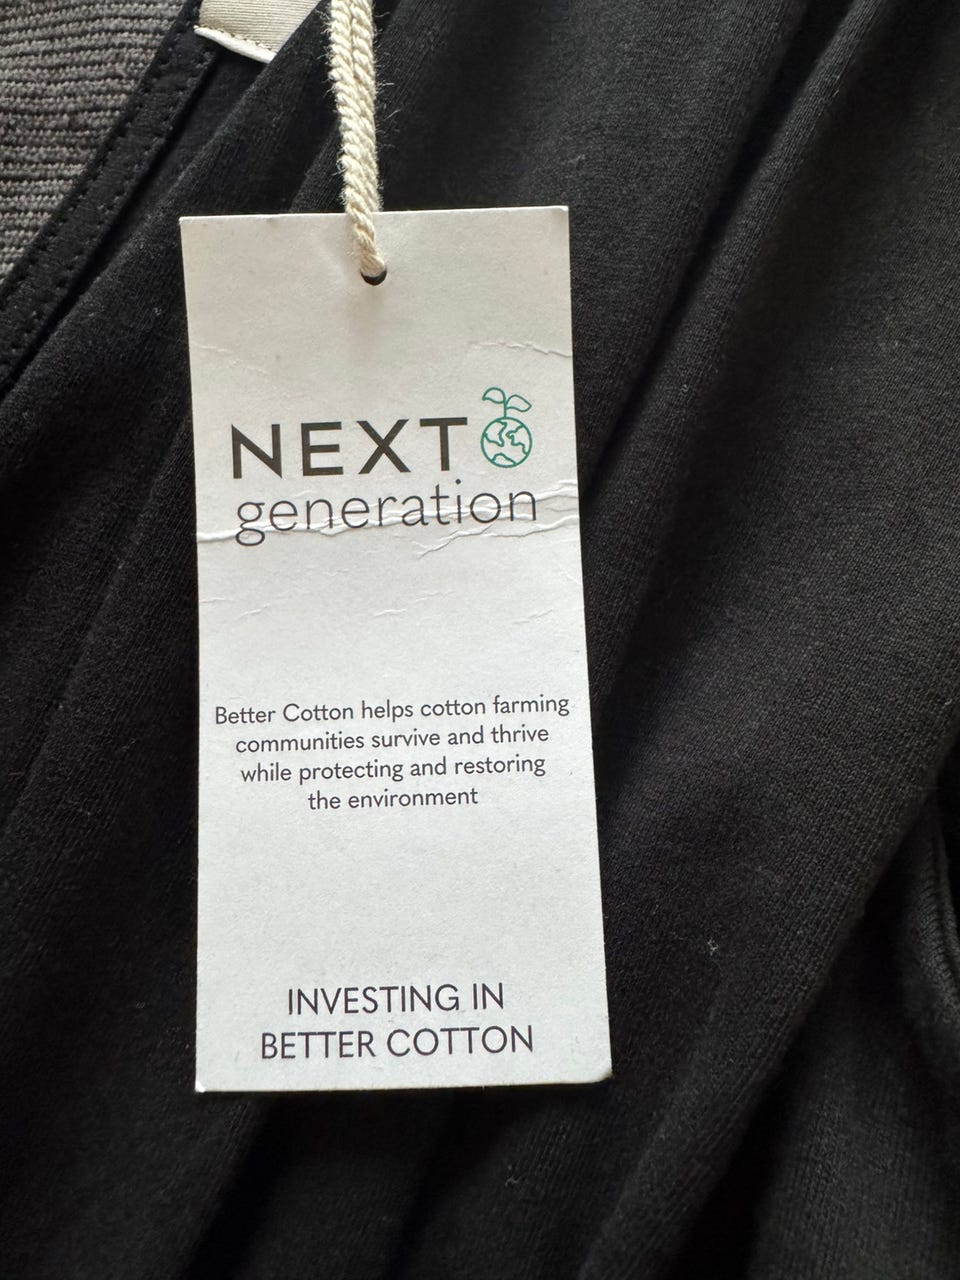 NEXT
generation
Better Cotton helps cotton farming
communities survive and thrive
while protecting and restoring
the environment
INVESTING IN
BETTER COTTON